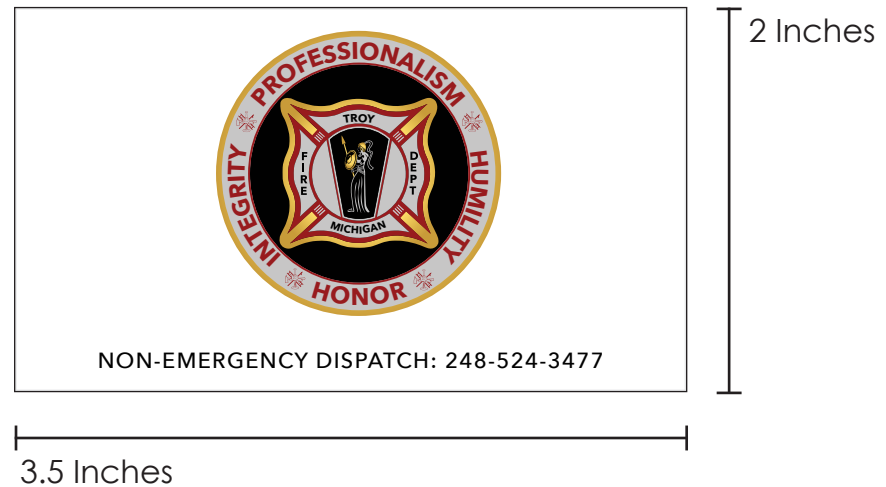 PROFESSIONALISM
INTEGRITY
HUMILITY
HONOR
TROY
FIRE
DEPT
MICHIGAN
NON-EMERGENCY DISPATCH: 248-524-3477
2 Inches
3.5 Inches